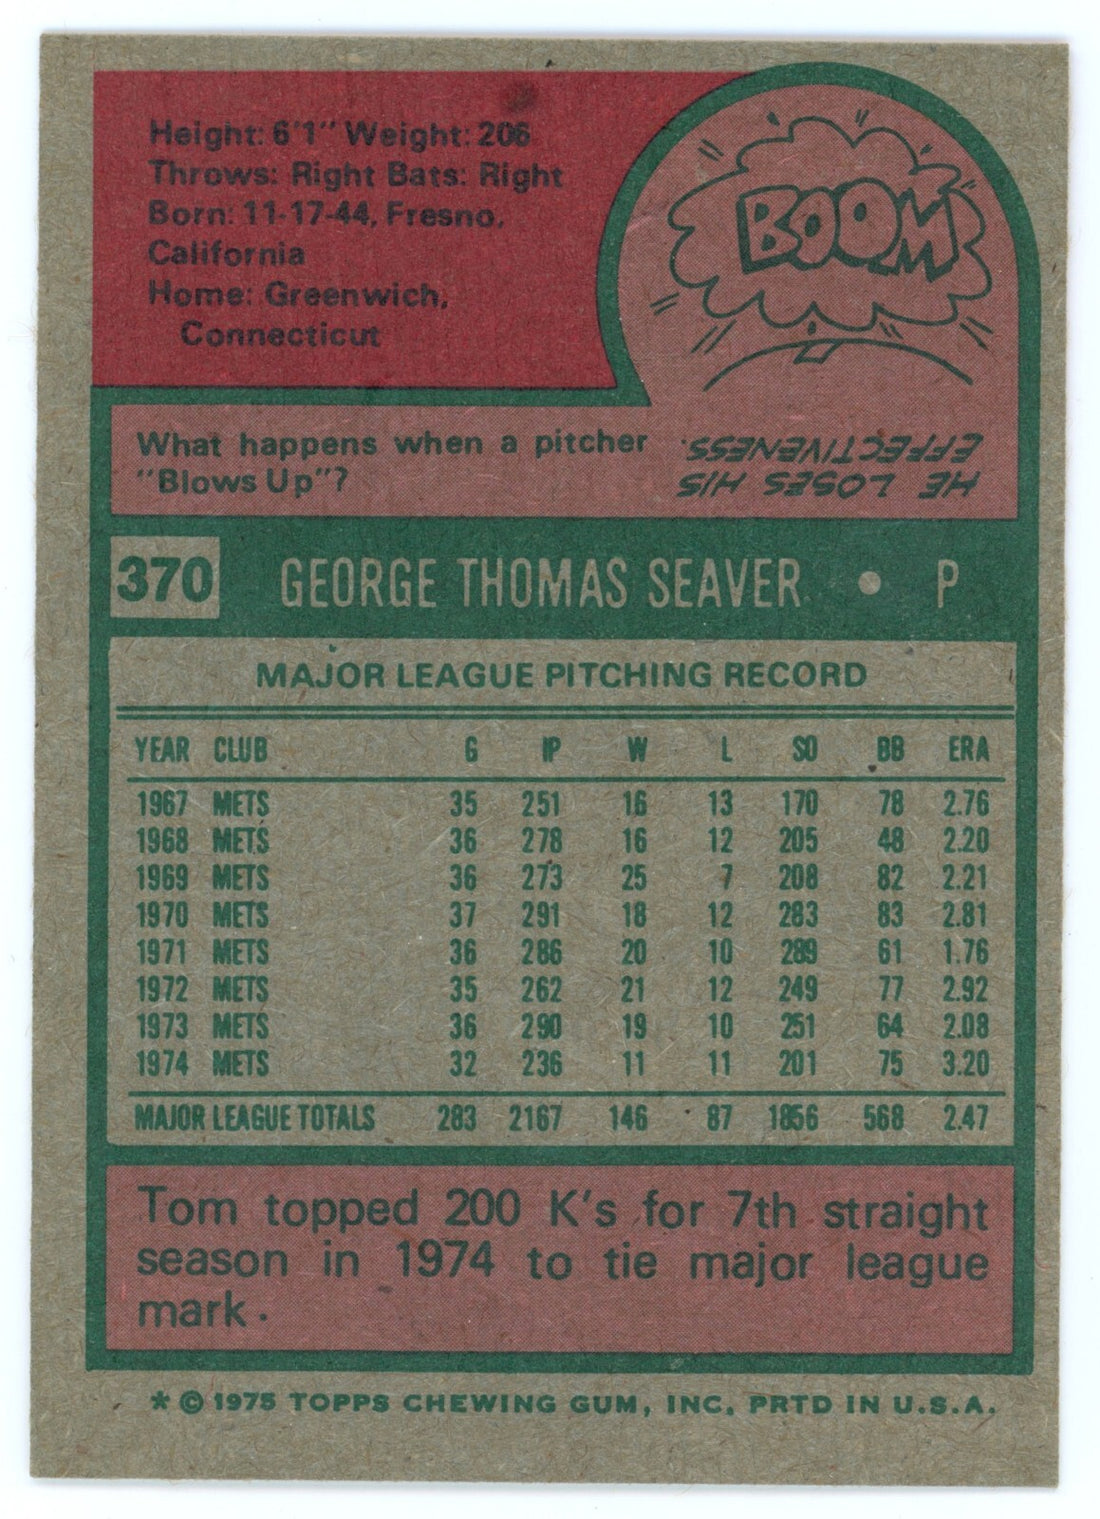 Height: 6'1" Weight: 206
Throws: Right Bats: Right
Born: 11-17-44, Fresno,
California
Home: Greenwich,
Connecticut
BOOM
What happens when a pitcher
"Blows Up"?
HE LOSES HIS
EFFECTIVENESS.
370 GEORGE THOMAS SEAVER • P
MAJOR LEAGUE PITCHING RECORD
YEAR CLUB G IP W L SO BB ERA
1967 METS 35 251 16 13 170 78 2.76
1968 METS 36 278 16 12 205 48 2.20
1969 METS 36 273 25 7 208 82 2.21
1970 METS 37 291 18 12 283 83 2.81
1971 METS 36 286 20 10 289 61 1.76
1972 METS 35 262 21 12 249 77 2.92
1973 METS 36 290 19 10 251 64 2.08
1974 METS 32 236 11 11 201 75 3.20
MAJOR LEAGUE TOTALS 283 2167 146 87 1856 568 2.47
Tom topped 200 K's for 7th straight
season in 1974 to tie major league
mark.
* © 1975 TOPPS CHEWING GUM, INC. PRTD IN U.S.A.